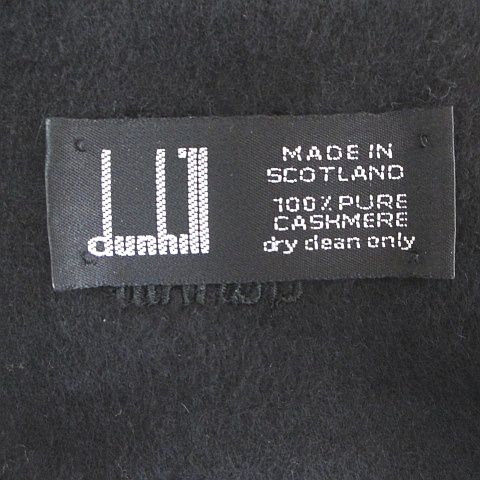 dunhill
MADE IN
SCOTLAND
100% PURE
CASHMERE
dry clean only